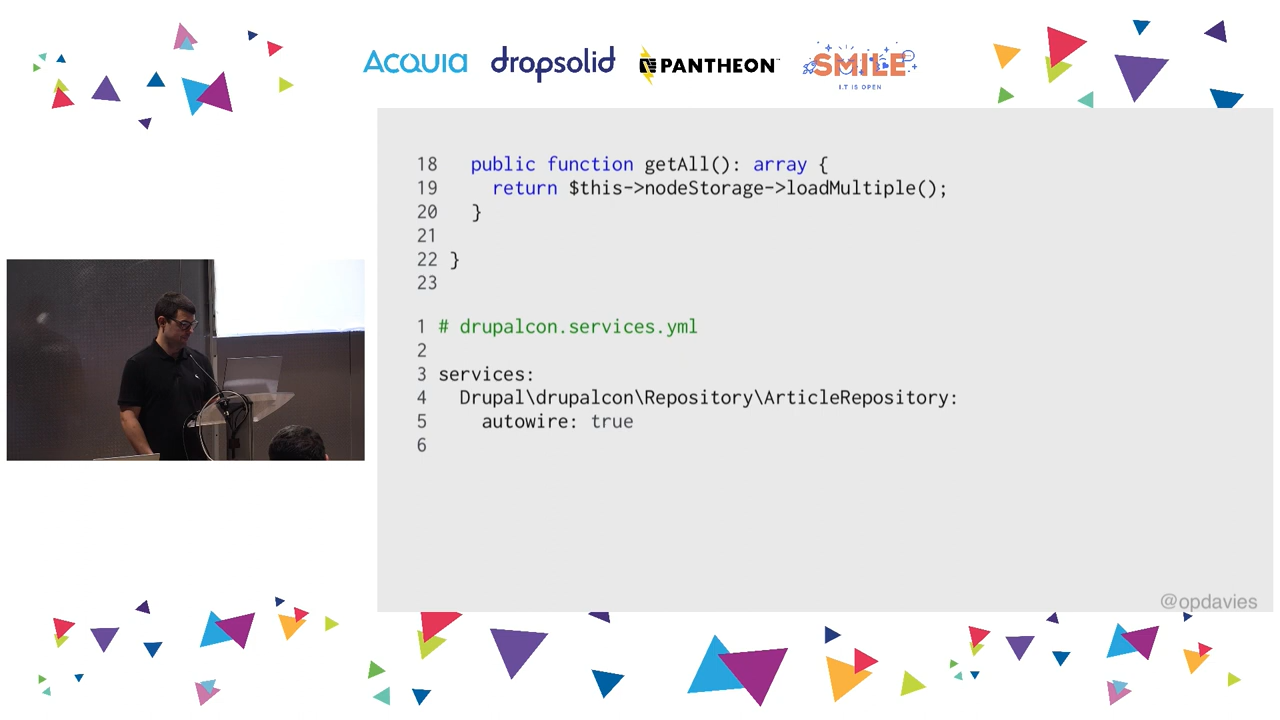 ACQUIA
dropsolid
PANTHEON
SMILE
I.T IS OPEN
18 public function getAll(): array {
19 return $this->nodeStorage->loadMultiple();
20 }
21
22 }
23
1 # drupalcon.services.yml
2
3 services:
4 Drupal\drupalcon\Repository\ArticleRepository:
5 autowire: true
6
@opdavies